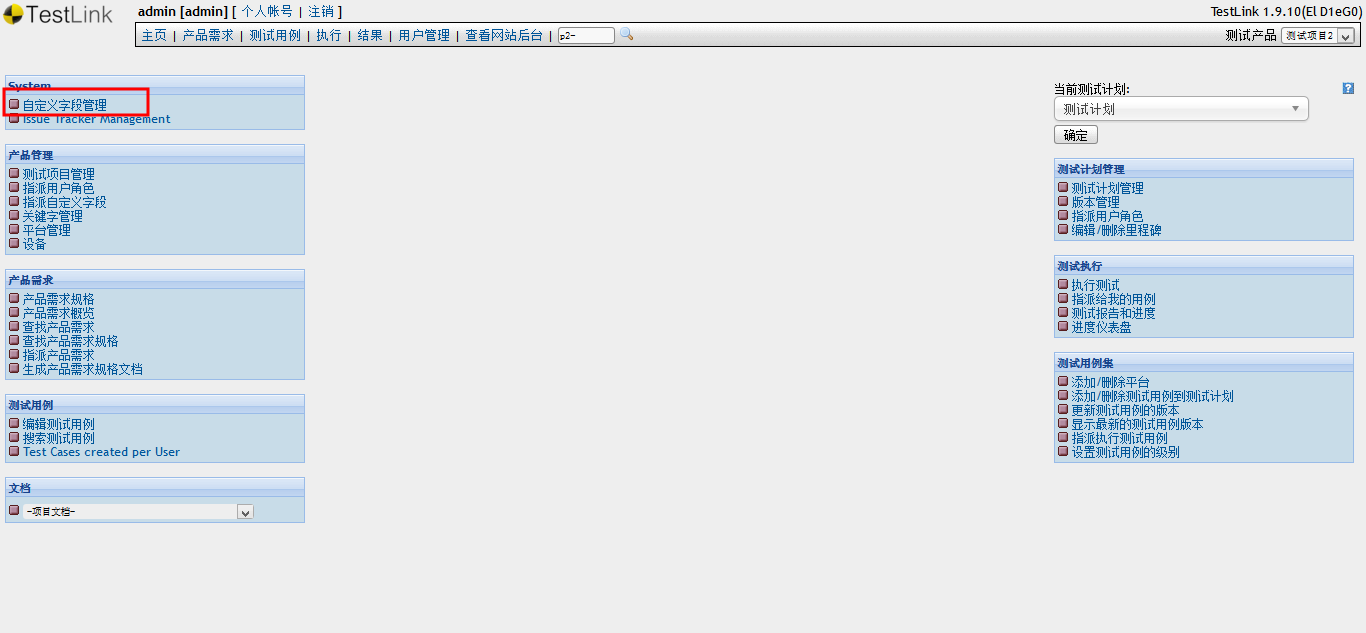 TestLink
admin [admin] [ 个人帐号 | 注销 ]
TestLink 1.9.10(El D1eG0)
主页 | 产品需求 | 测试用例 | 执行 | 结果 | 用户管理 | 查看网站后台 | p2-
测试产品 测试项目2
System
自定义字段管理
Issue Tracker Management
产品管理
测试项目管理
指派用户角色
指派自定义字段
关键字管理
平台管理
设备
产品需求
产品需求规格
产品需求概览
查找产品需求
查找产品需求规格
指派产品需求
生成产品需求规格文档
测试用例
编辑测试用例
搜索测试用例
Test Cases created per User
文档
-项目文档-
当前测试计划:
?
测试计划
确定
测试计划管理
测试计划管理
版本管理
指派用户角色
编辑/删除里程碑
测试执行
执行测试
指派给我的用例
测试报告和进度
进度仪表盘
测试用例集
添加/删除平台
添加/删除测试用例到测试计划
更新测试用例的版本
显示最新的测试用例版本
指派执行测试用例
设置测试用例的级别